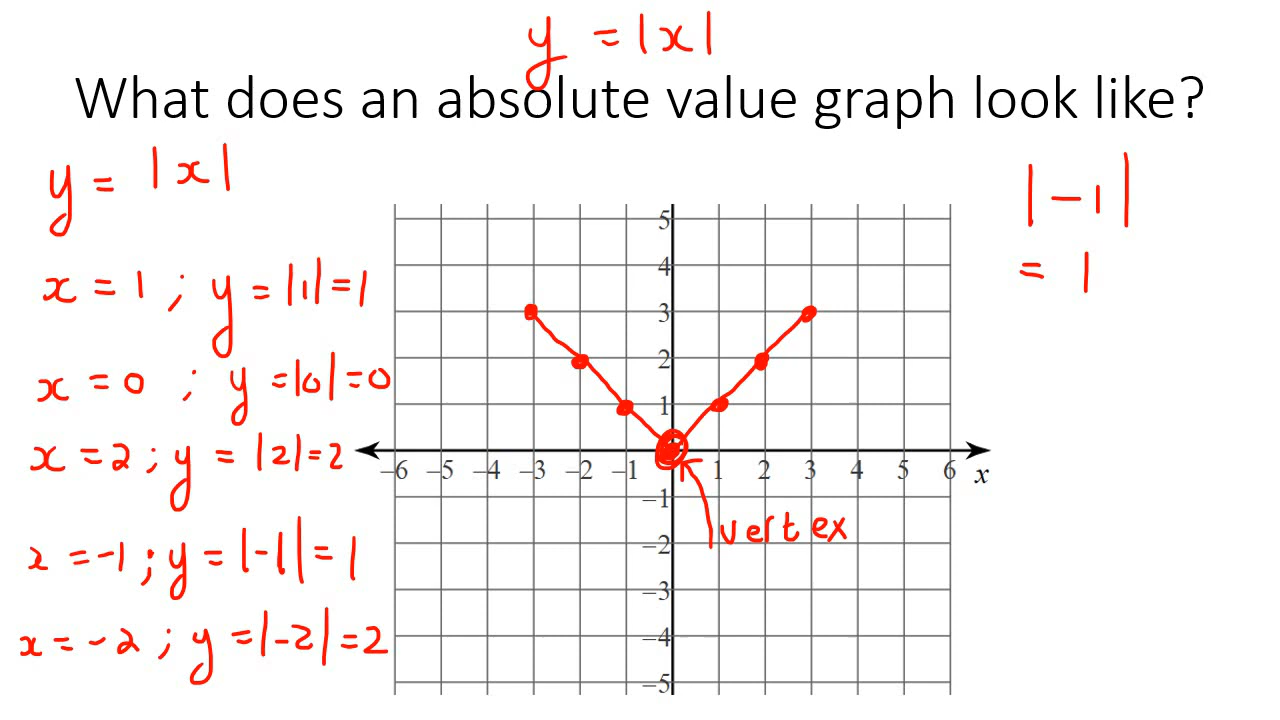 y = |x|
What does an absolute value graph look like?
y = |x|
|-1|
= 1
x = 1 ; y = |1| = 1
x = 0 ; y = |0| = 0
x = 2 ; y = |2| = 2
x = -1 ; y = |-1| = 1
x = -2 ; y = |-2| = 2
5
4
3
2
1
–6 –5 –4 –3 –2 –1 1 2 3 4 5 6 x
–1
vertex
–2
–3
–4
–5